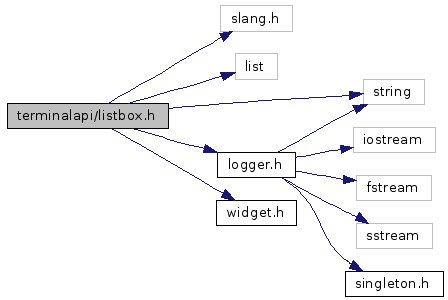 slang.h
list
string
terminalapi/listbox.h
iostream
logger.h
fstream
widget.h
sstream
singleton.h